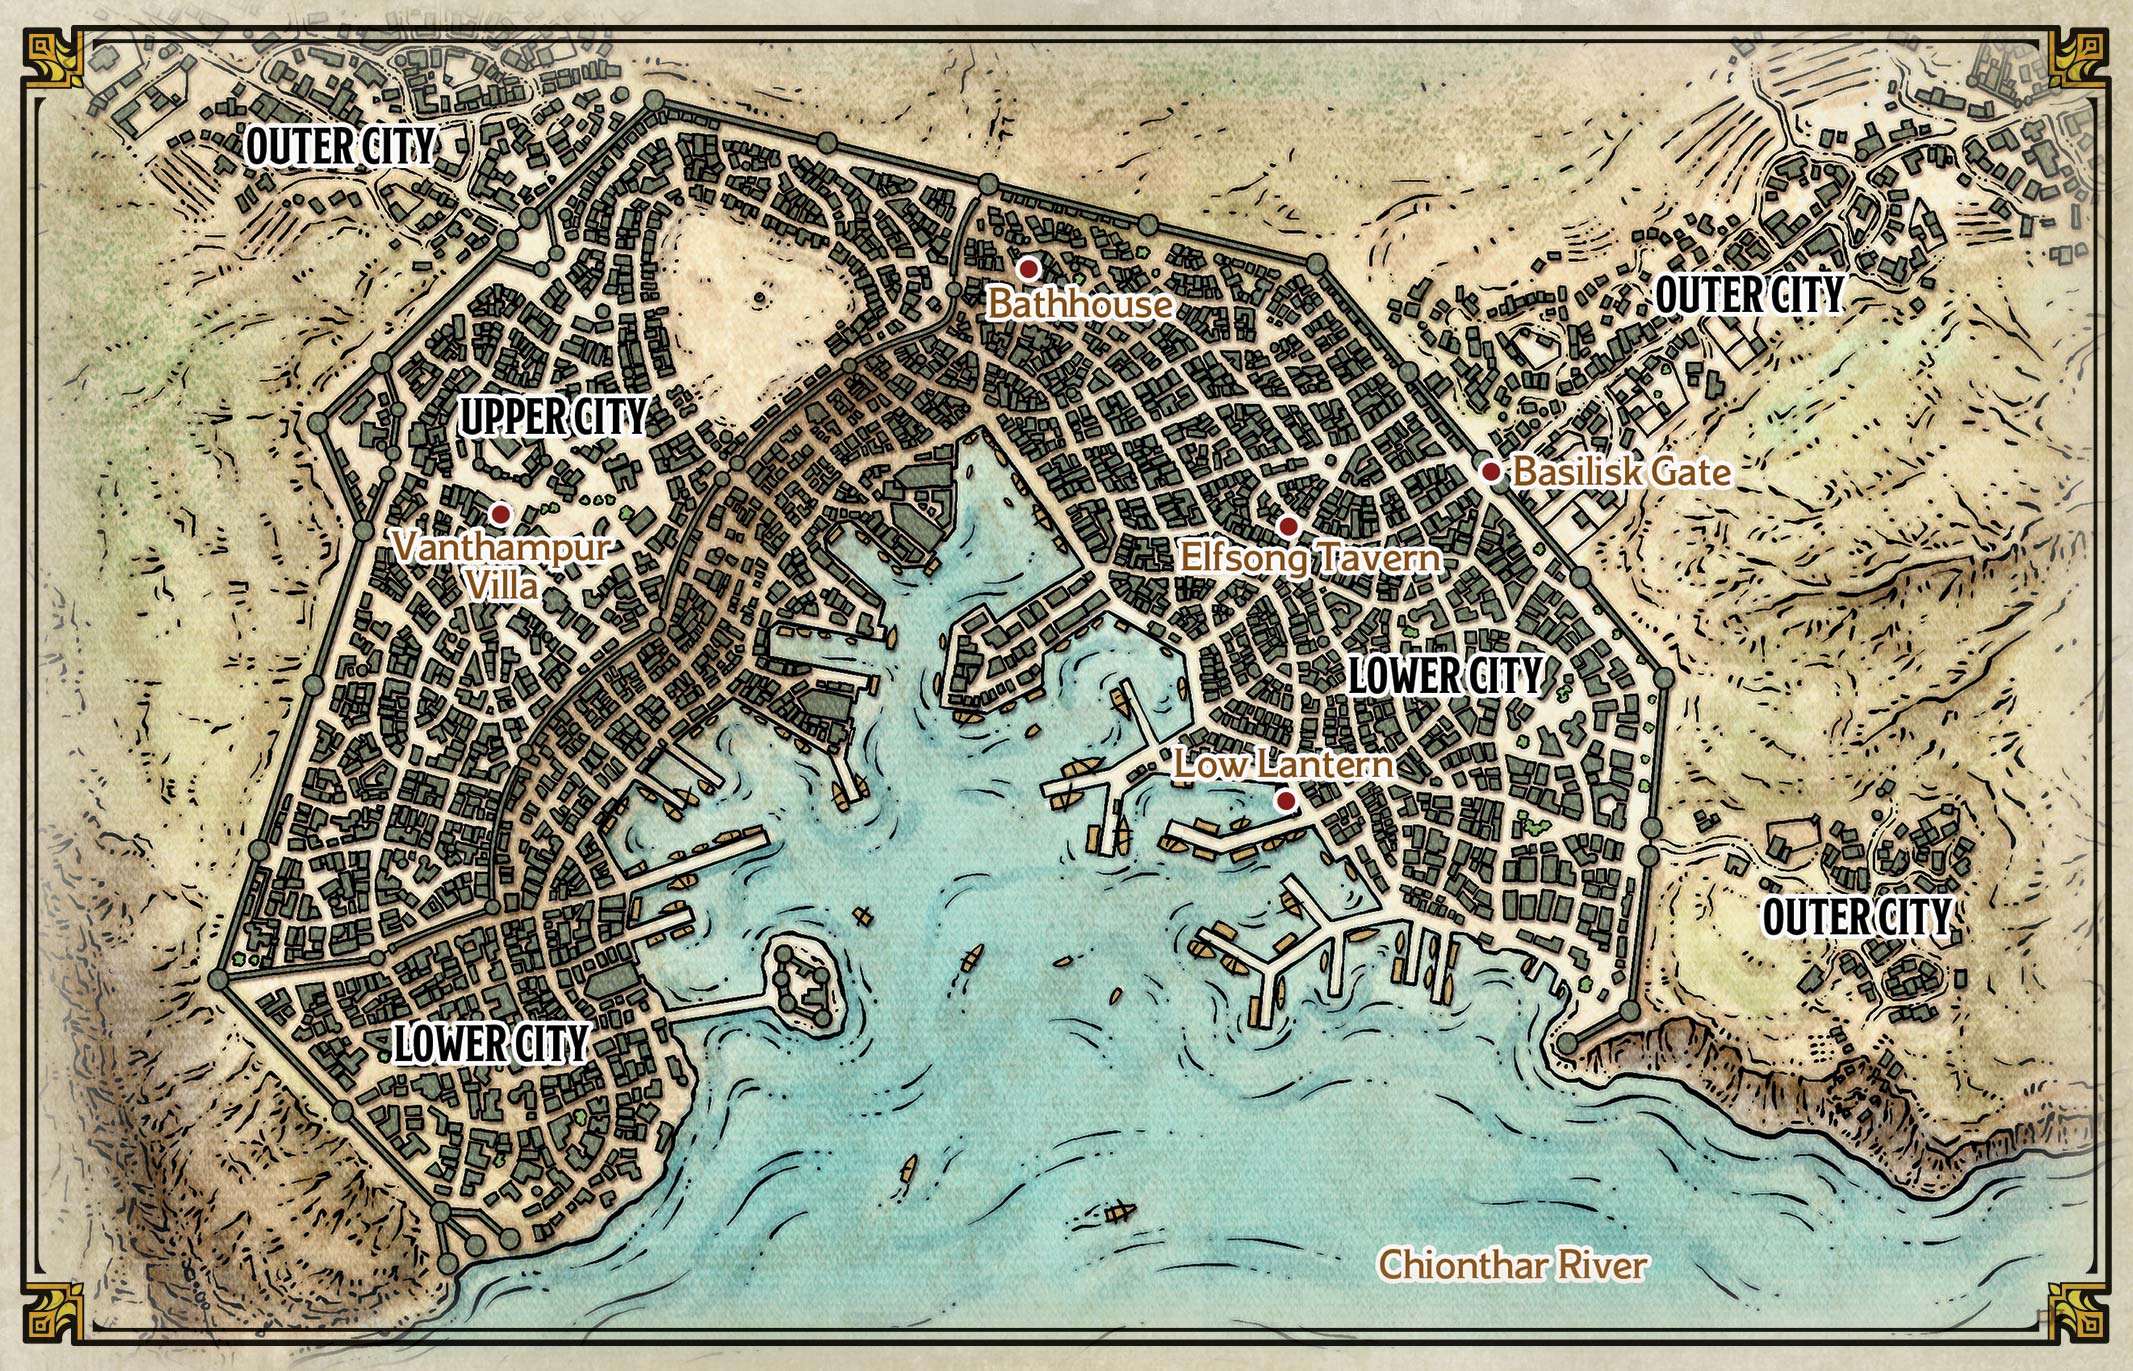 OUTER CITY
OUTER CITY
Bathhouse
UPPER CITY
Basilisk Gate
Vanthampur
Villa
Elfsong Tavern
LOWER CITY
Low Lantern
OUTER CITY
LOWER CITY
Chionthar River